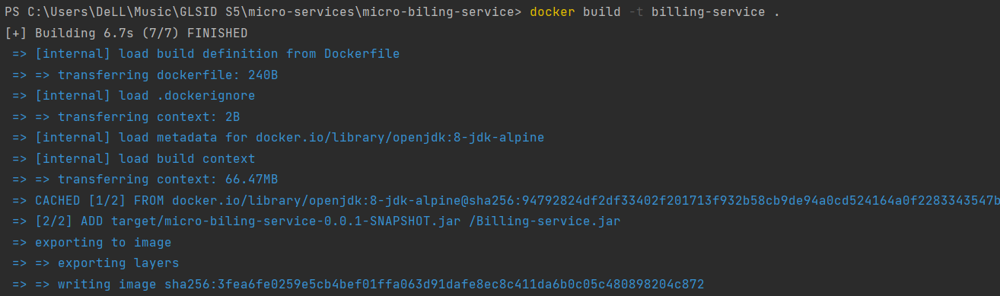 PS C:\Users\DeLL\Music\GLSID S5\micro-services\micro-biling-service> docker build -t billing-service .
[+] Building 6.7s (7/7) FINISHED
=> [internal] load build definition from Dockerfile
=> => transferring dockerfile: 240B
=> [internal] load .dockerignore
=> => transferring context: 2B
=> [internal] load metadata for docker.io/library/openjdk:8-jdk-alpine
=> [internal] load build context
=> => transferring context: 66.47MB
=> CACHED [1/2] FROM docker.io/library/openjdk:8-jdk-alpine@sha256:94792824df2df33402f201713f932b58cb9de94a0cd524164a0f2283343547b
=> [2/2] ADD target/micro-biling-service-0.0.1-SNAPSHOT.jar /Billing-service.jar
=> exporting to image
=> => exporting layers
=> => writing image sha256:3fea6fe0259e5cb4bef01ffa063d91dafe8ec8c411da6b0c05c480898204c872